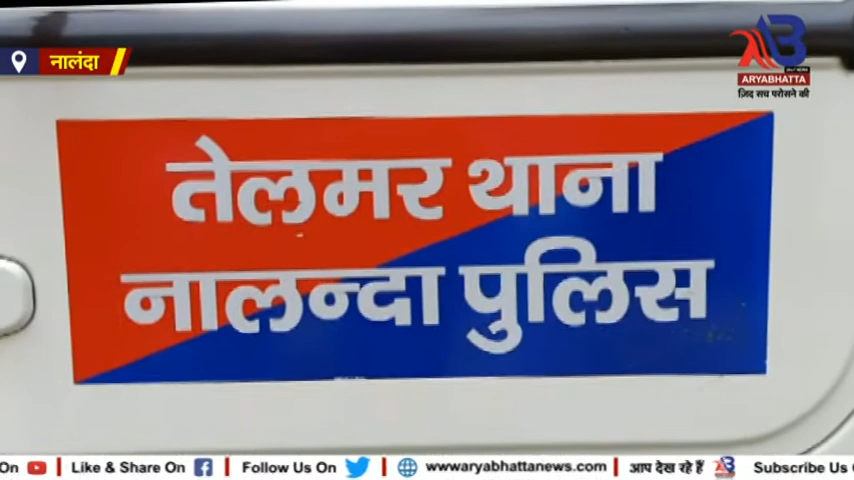 नालंदा
ARYABHATTA
ज़िद सच परोसने की
तेलमर थाना
नालन्दा पुलिस
On
Like & Share On
Follow Us On
www.aryabhattanews.com
आप देख रहे हैं
Subscribe Us